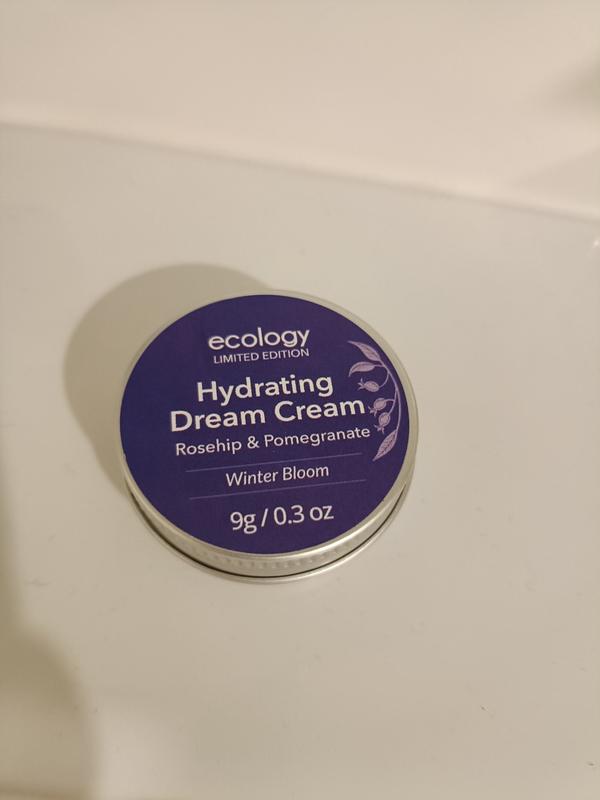 ecology
LIMITED EDITION
Hydrating
Dream Cream
Rosehip & Pomegranate
Winter Bloom
9g / 0.3 oz